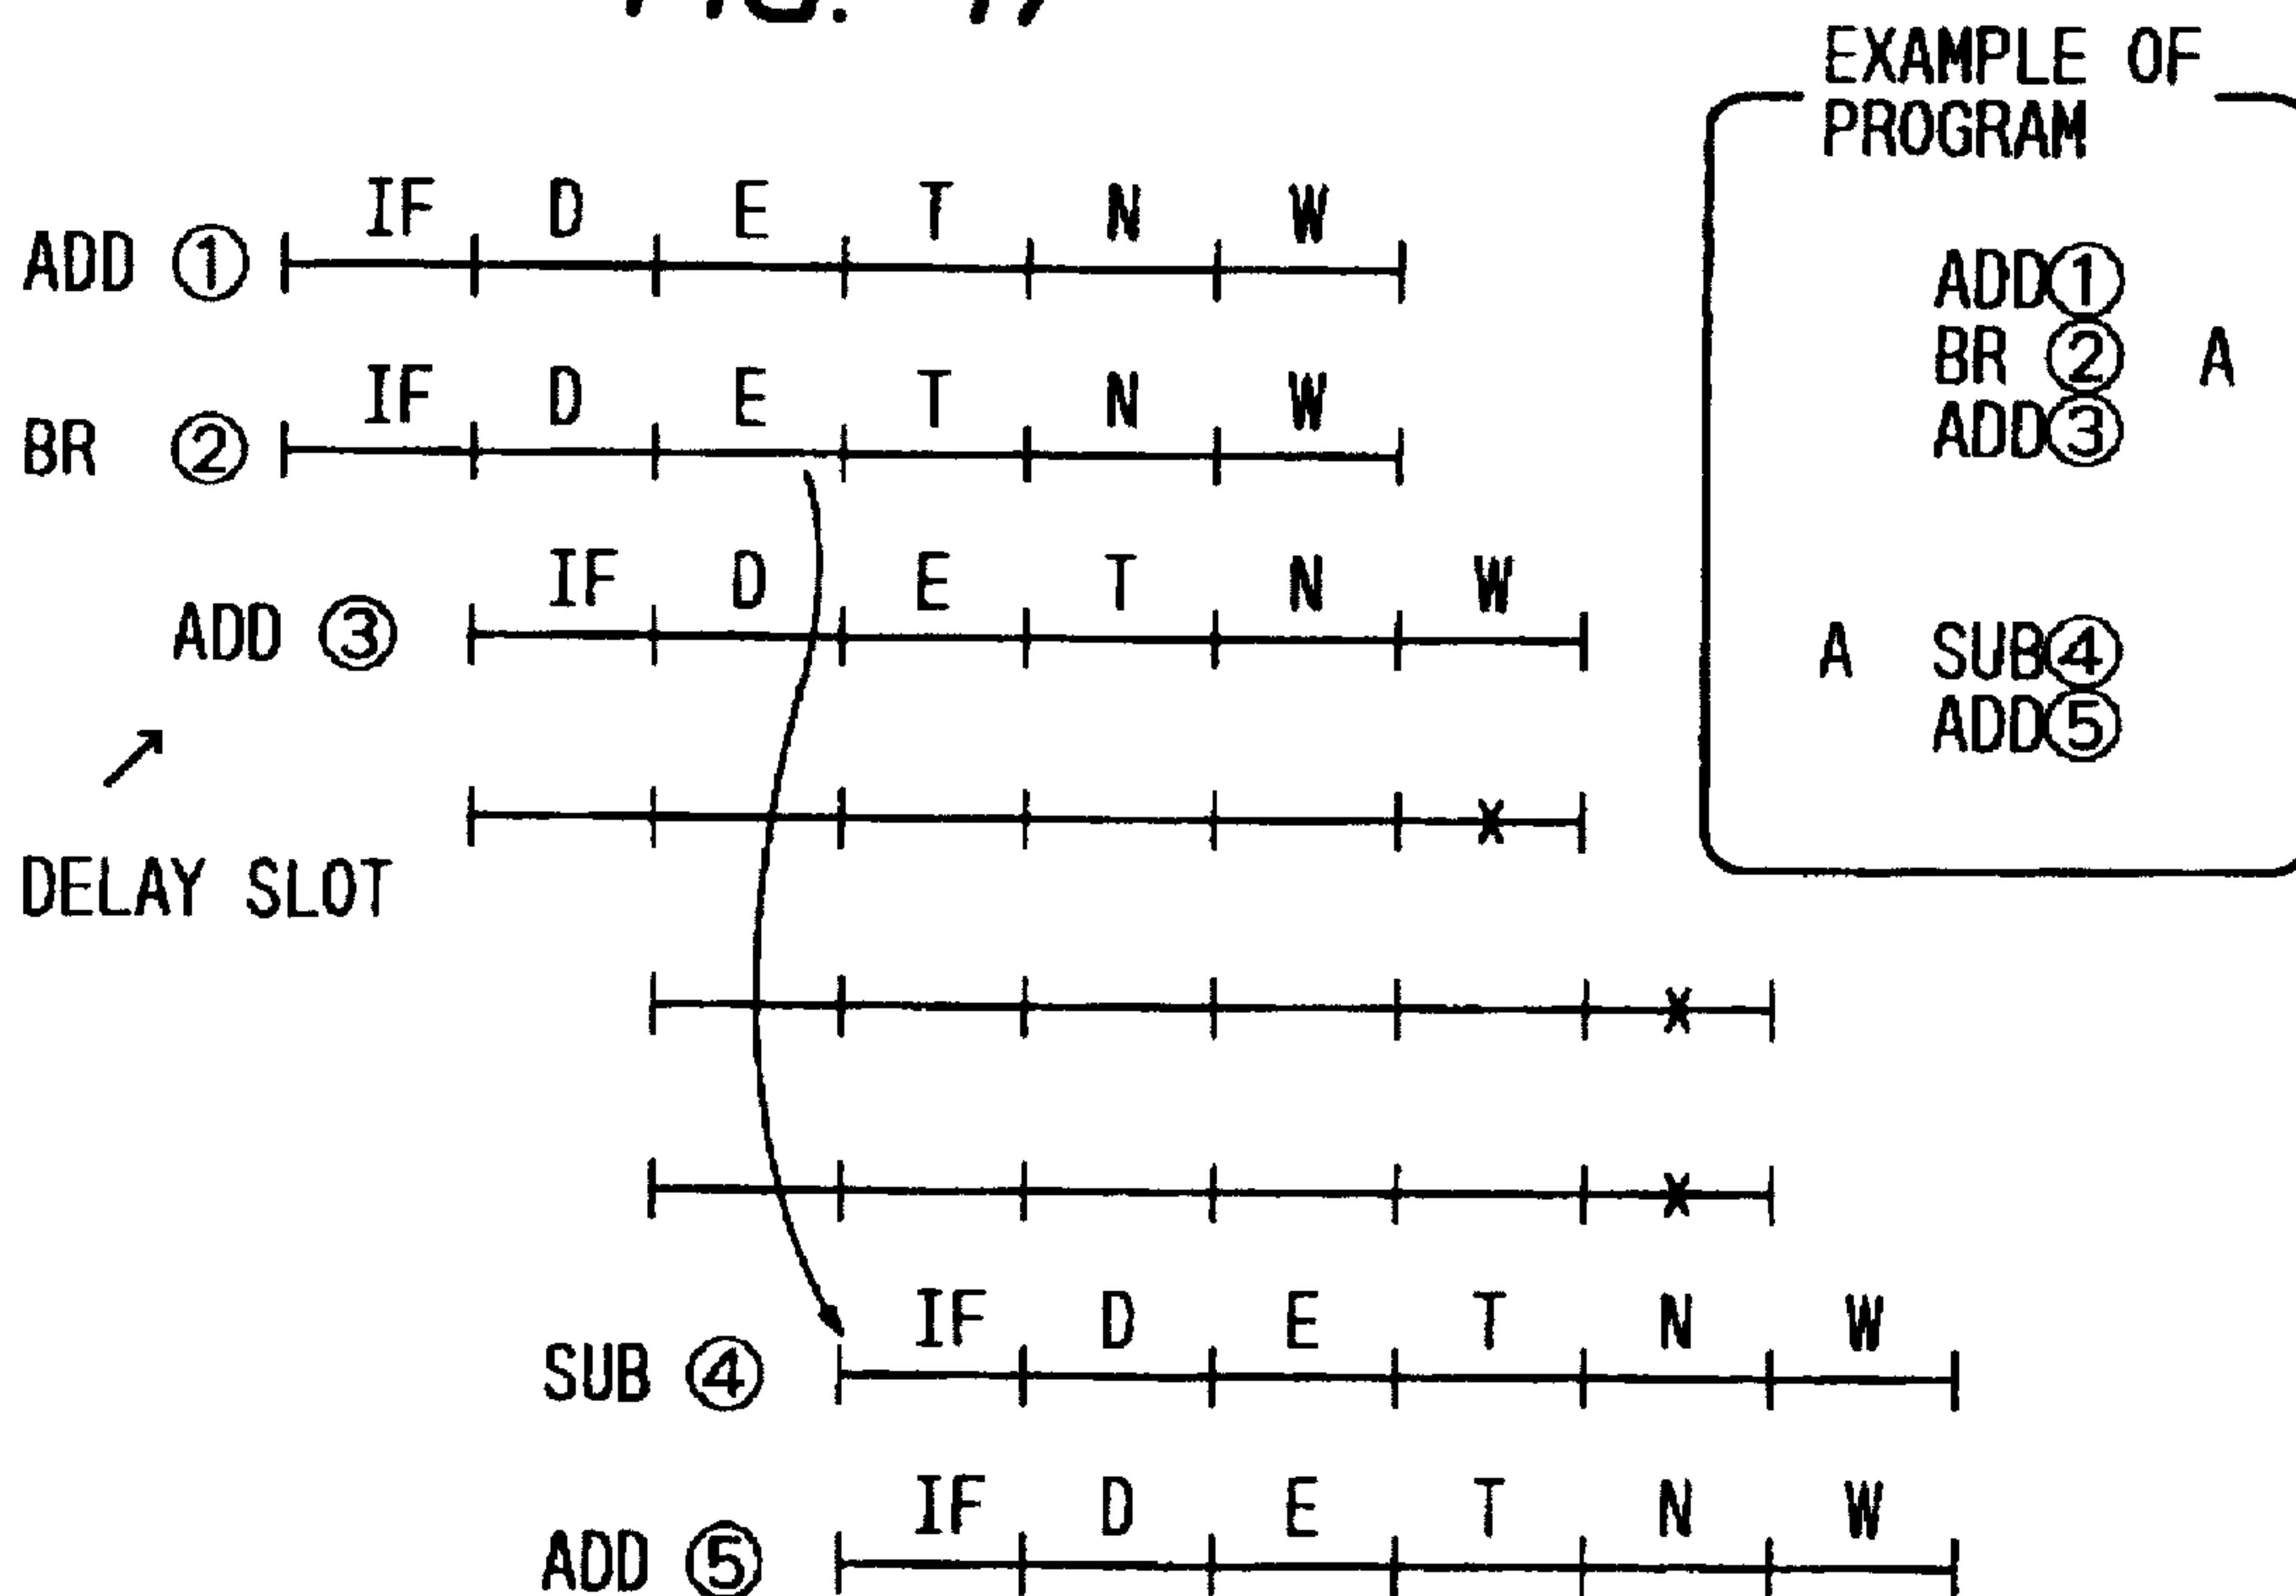 EXAMPLE OF
PROGRAM
IF D E T N W
ADD ①
IF D E T N W
BR ②
IF D E T N W
ADD ③
DELAY SLOT
IF D E T N W
SUB ④
IF D E T N W
ADD ⑤
ADD①
BR ② A
ADD③
A SUB④
ADD⑤